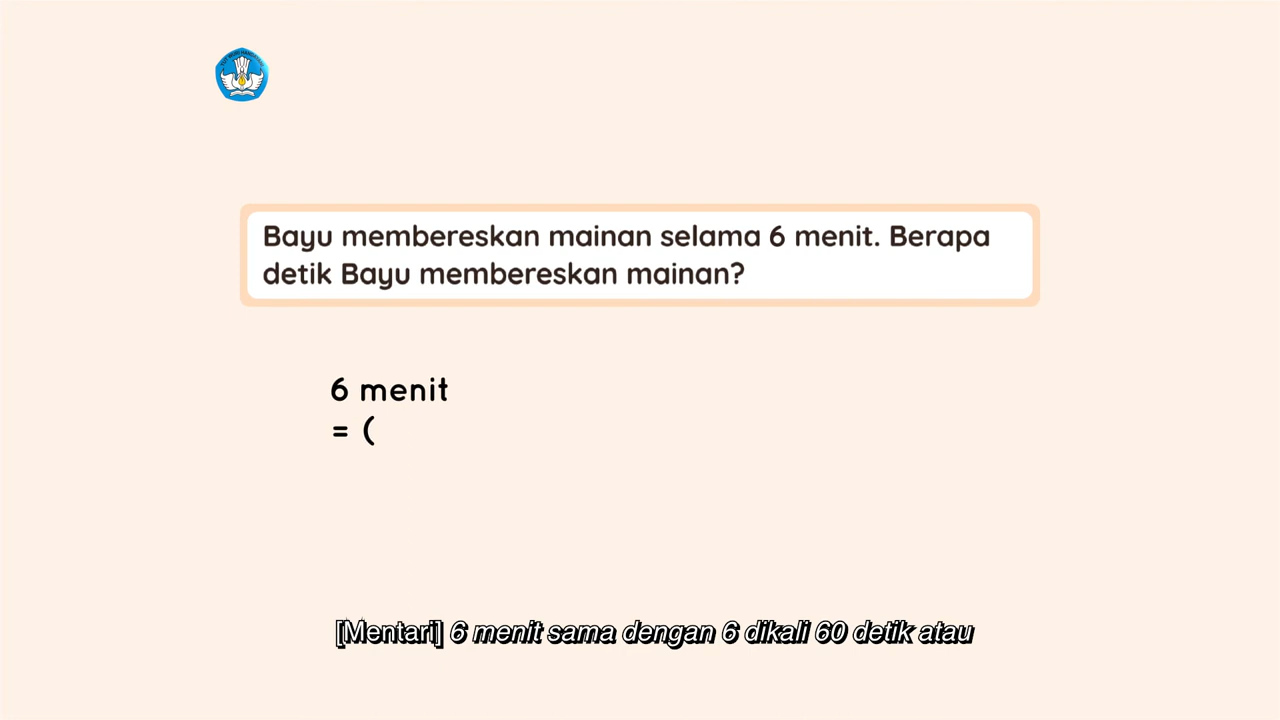 Bayu membereskan mainan selama 6 menit. Berapa
detik Bayu membereskan mainan?
6 menit
= (
[Mentari] 6 menit sama dengan 6 dikali 60 detik atau